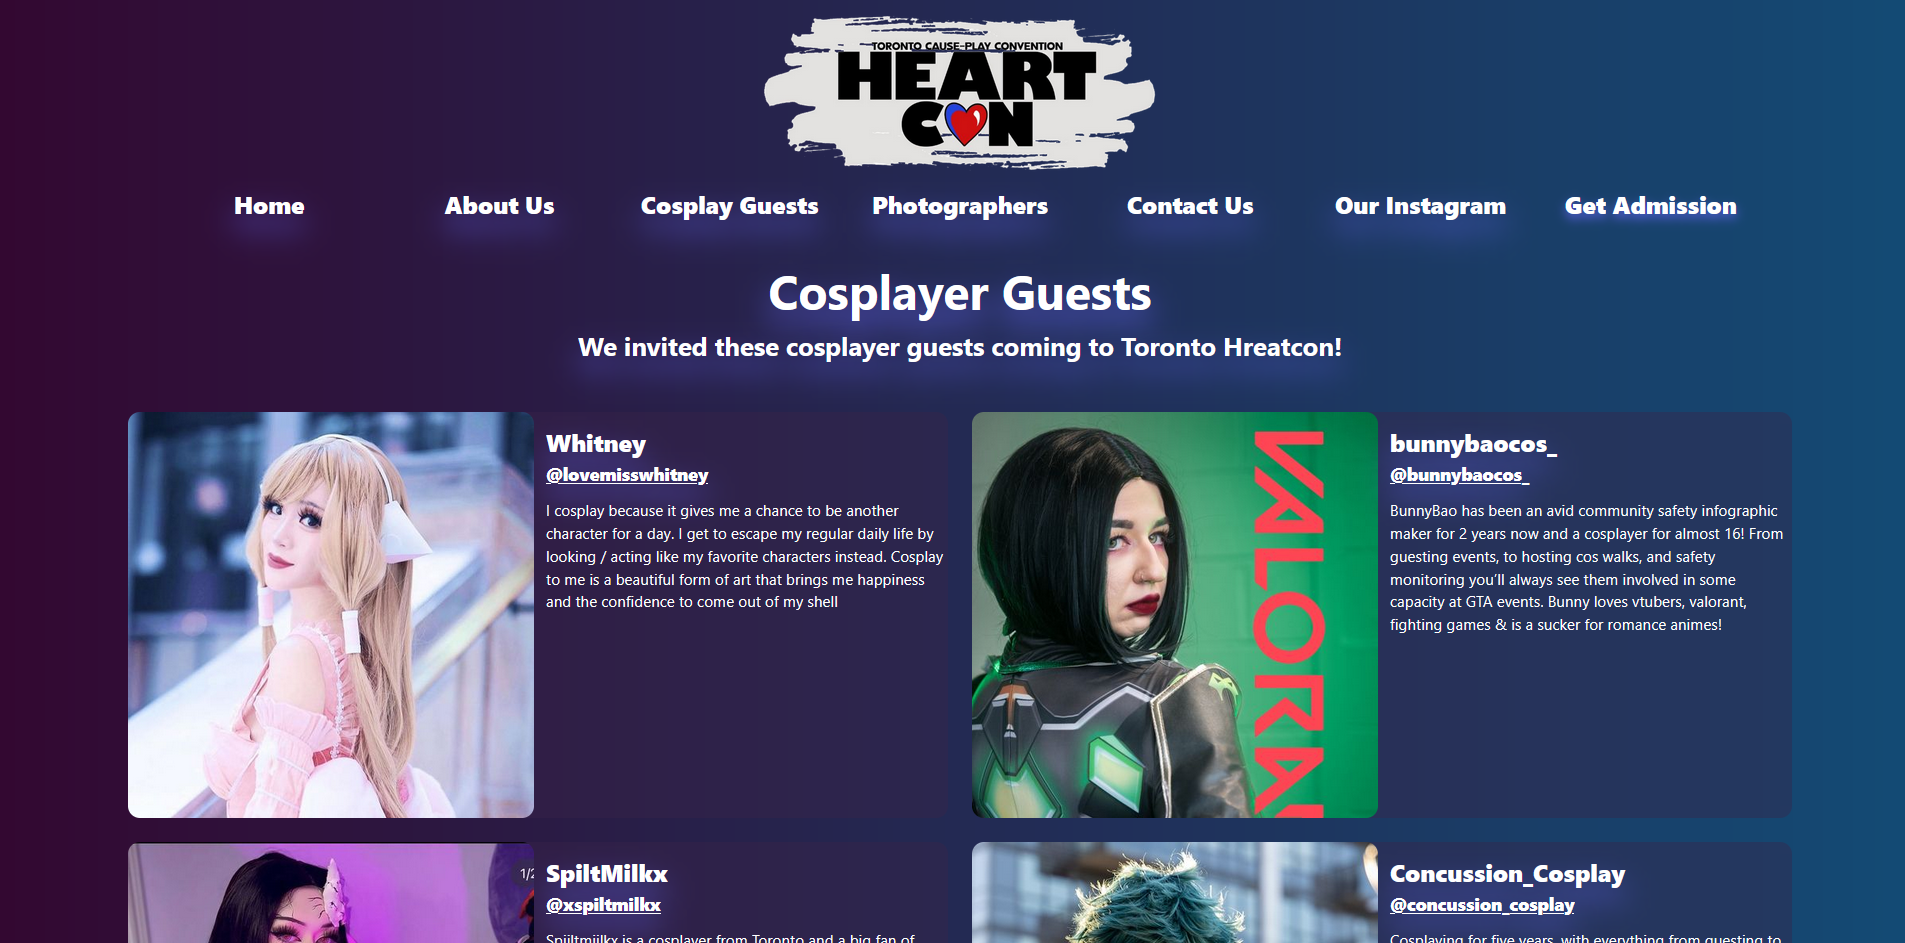 TORONTO CAUSE-PLAY CONVENTION
HEART
CON
Home
About Us
Cosplay Guests
Photographers
Contact Us
Our Instagram
Get Admission
Cosplayer Guests
We invited these cosplayer guests coming to Toronto Hreatcon!
Whitney
@lovemisswhitney
I cosplay because it gives me a chance to be another
character for a day. I get to escape my regular daily life by
looking / acting like my favorite characters instead. Cosplay
to me is a beautiful form of art that brings me happiness
and the confidence to come out of my shell
VALORAN
bunnybaocos_
@bunnybaocos_
BunnyBao has been an avid community safety infographic
maker for 2 years now and a cosplayer for almost 16! From
guesting events, to hosting cos walks, and safety
monitoring you’ll always see them involved in some
capacity at GTA events. Bunny loves vtubers, valorant,
fighting games & is a sucker for romance animes!
1/2
SpiltMilkx
@xspiltmilkx
Spiiltmiilkx is a cosplayer from Toronto and a big fan of
Concussion_Cosplay
@concussion_cosplay
Cosplaying for five years, with everything from guesting to